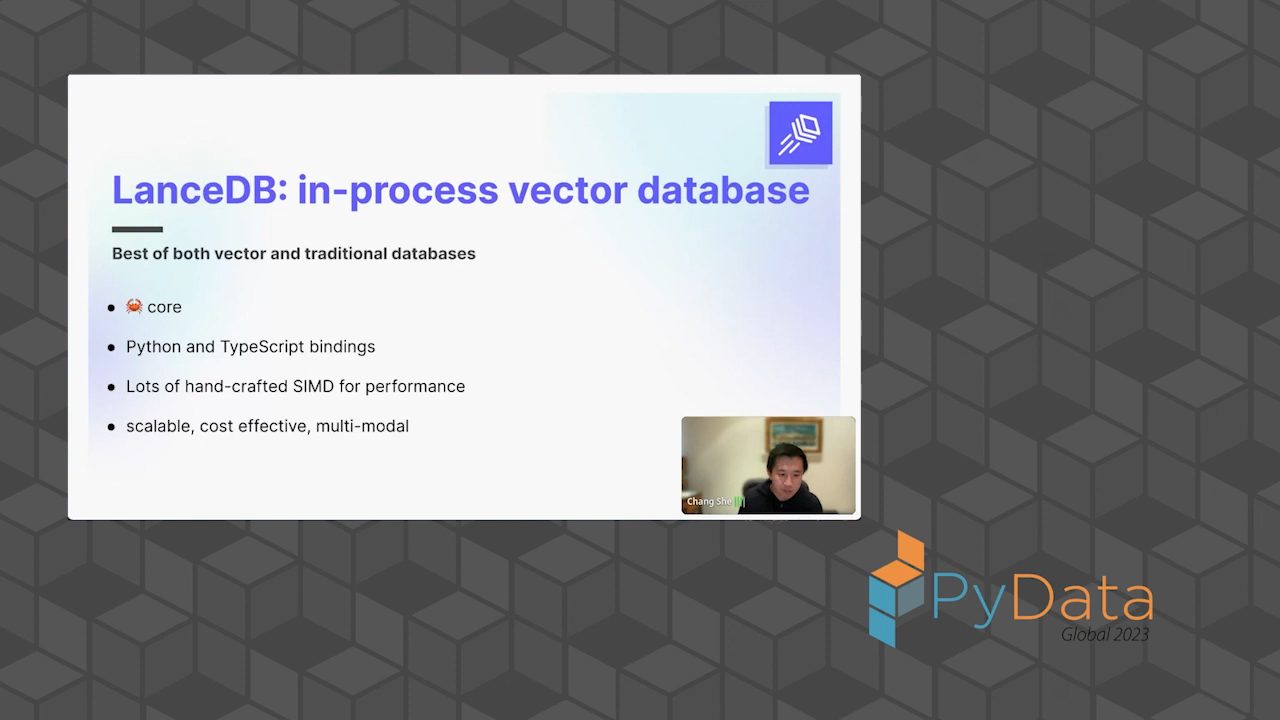 LanceDB: in-process vector database
Best of both vector and traditional databases
• 🦀 core
• Python and TypeScript bindings
• Lots of hand-crafted SIMD for performance
• scalable, cost effective, multi-modal
Chang She
PyData
Global 2023